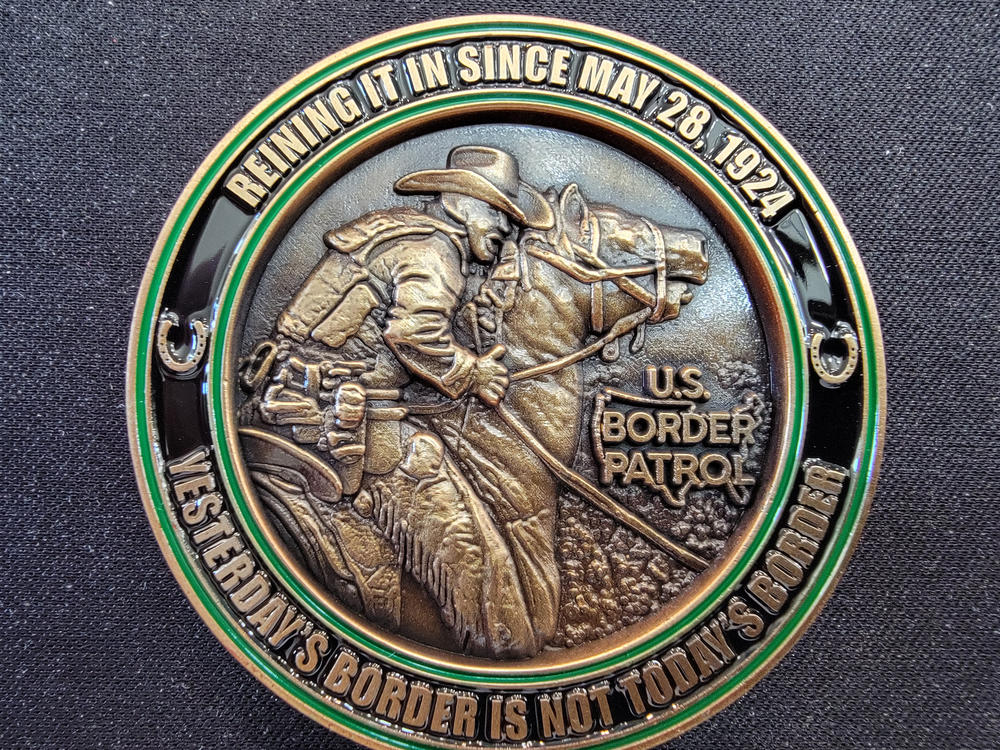 REINING IT IN SINCE MAY 28, 1924
U.S.
BORDER
PATROL
YESTERDAY'S BORDER IS NOT TODAY'S BORDER